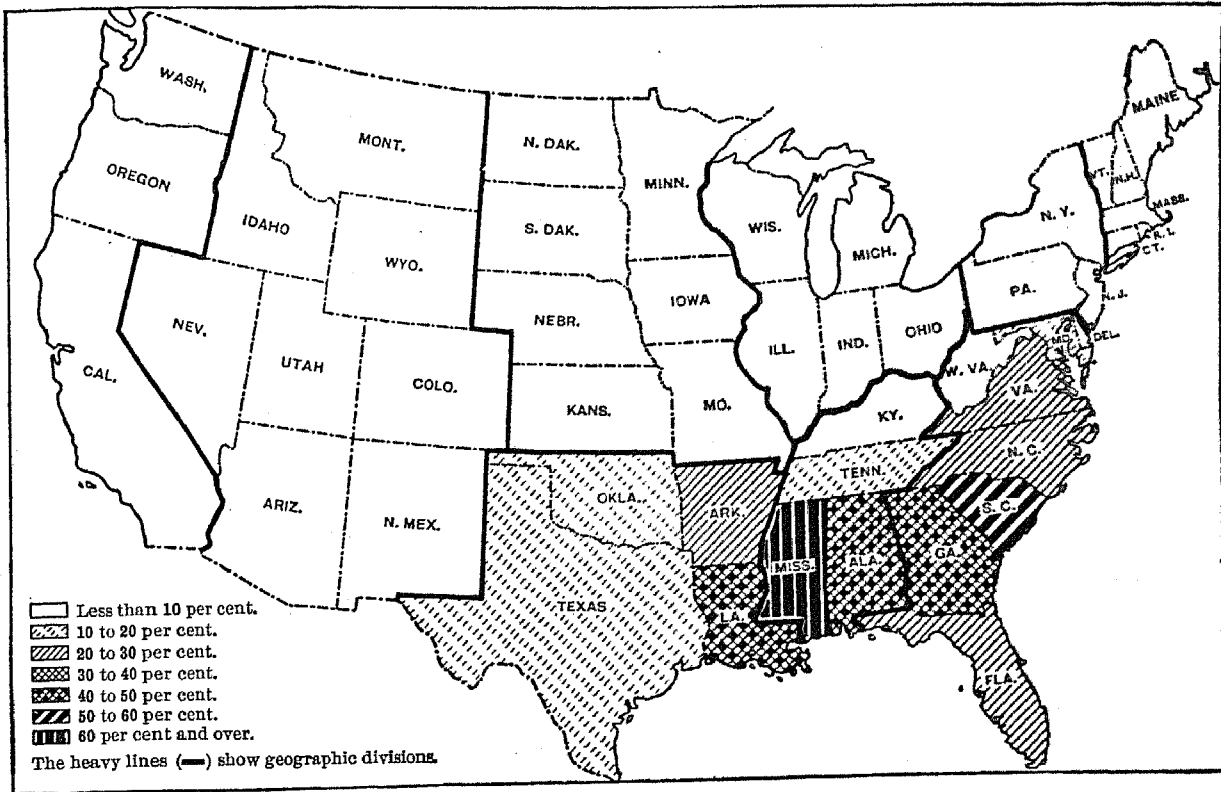 WASH.
MONT.
N. DAK.
MINN.
MAINE
OREGON
IDAHO
S. DAK.
WIS.
MICH.
VT.
N.H.
N. Y.
MASS.
R. I.
CT.
WYO.
IOWA
PA.
N. J.
NEV.
NEBR.
OHIO
CAL.
UTAH
COLO.
ILL.
IND.
W. VA.
MD.
DEL.
KANS.
MO.
KY.
VA.
ARIZ.
N. MEX.
OKLA.
ARK.
TENN.
N. C.
S. C.
TEXAS
LA.
MISS.
ALA.
GA.
FLA.
Less than 10 per cent.
10 to 20 per cent.
20 to 30 per cent.
30 to 40 per cent.
40 to 50 per cent.
50 to 60 per cent.
60 per cent and over.
The heavy lines (▬) show geographic divisions.